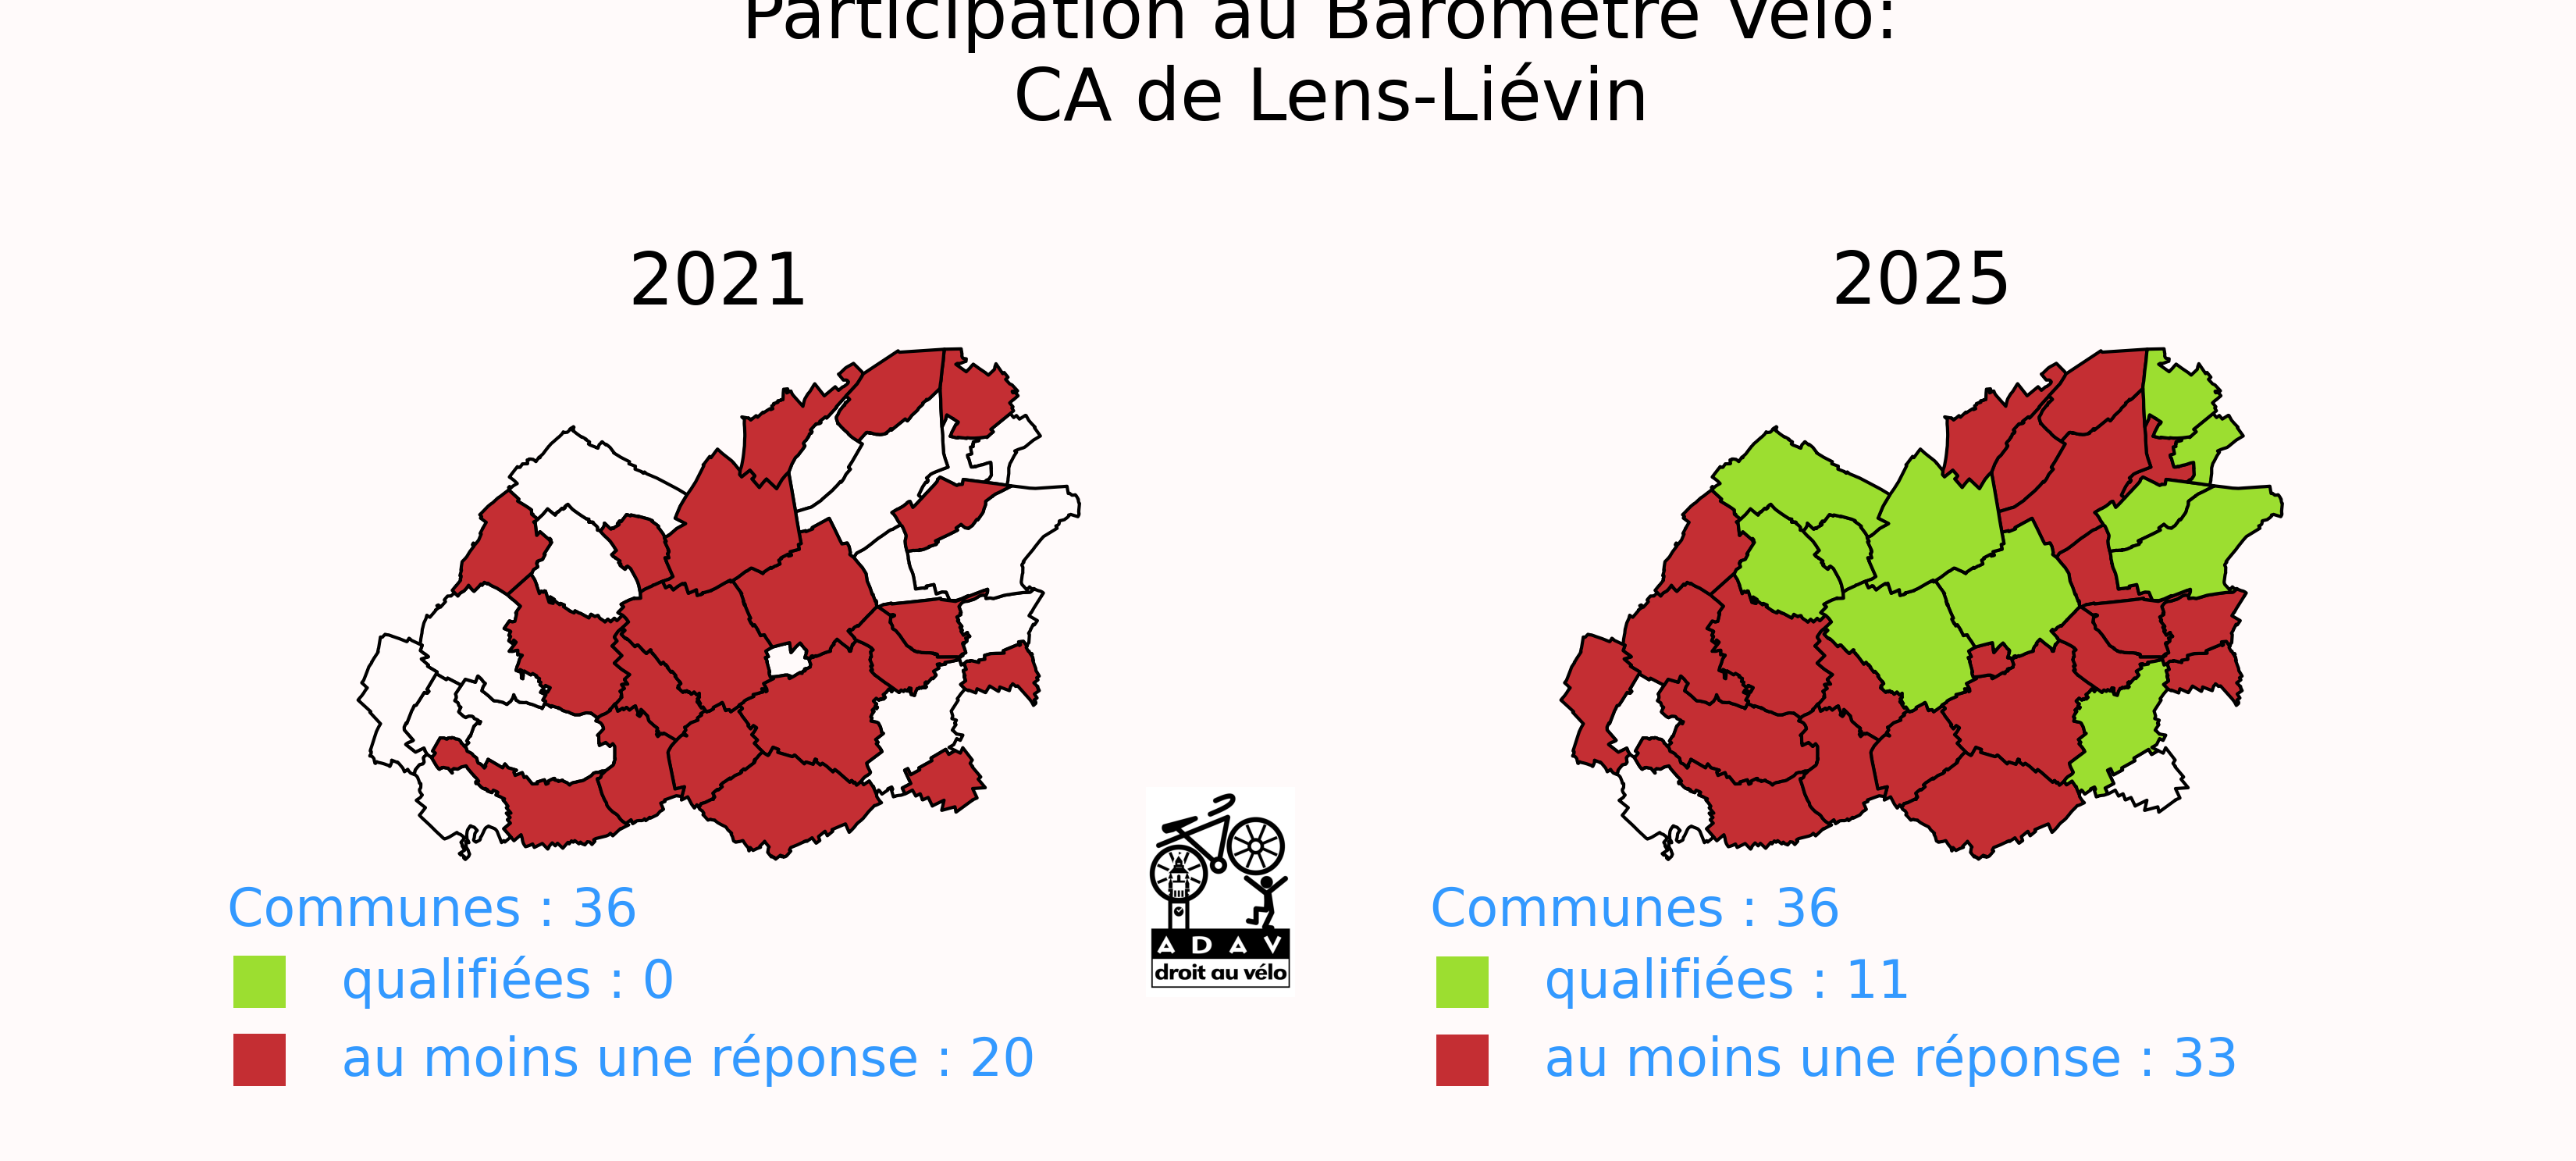 Participation au Baromètre Vélo:
CA de Lens-Liévin
2021
2025
Communes : 36
qualifiées : 0
au moins une réponse : 20
ADAV
droit au vélo
Communes : 36
qualifiées : 11
au moins une réponse : 33